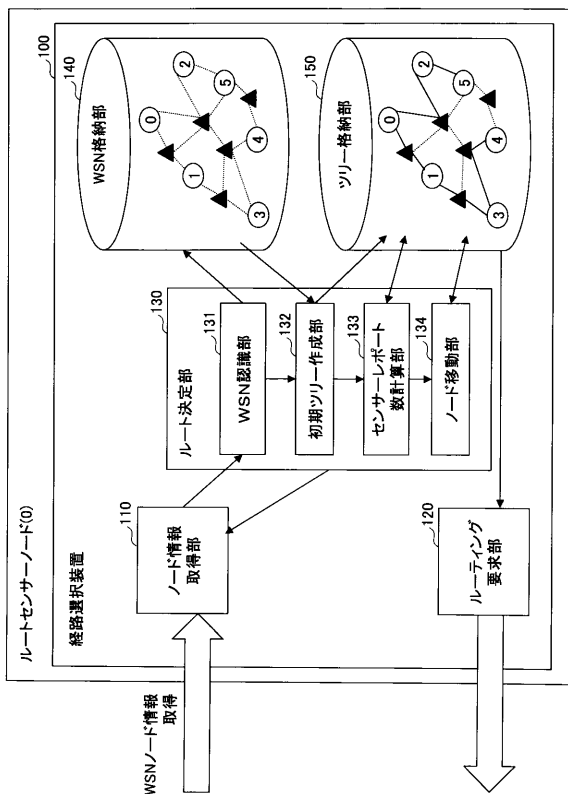 ルートセンサーノード(0)
100
経路選択装置
WSNノード情報
取得
110
ノード情報
取得部
120
ルーティング
要求部
130
ルート決定部
131
WSN認識部
132
初期ツリー作成部
133
センサーレポート
数計算部
134
ノード移動部
140
WSN格納部
0
2
1
5
4
3
150
ツリー格納部
0
2
1
5
4
3